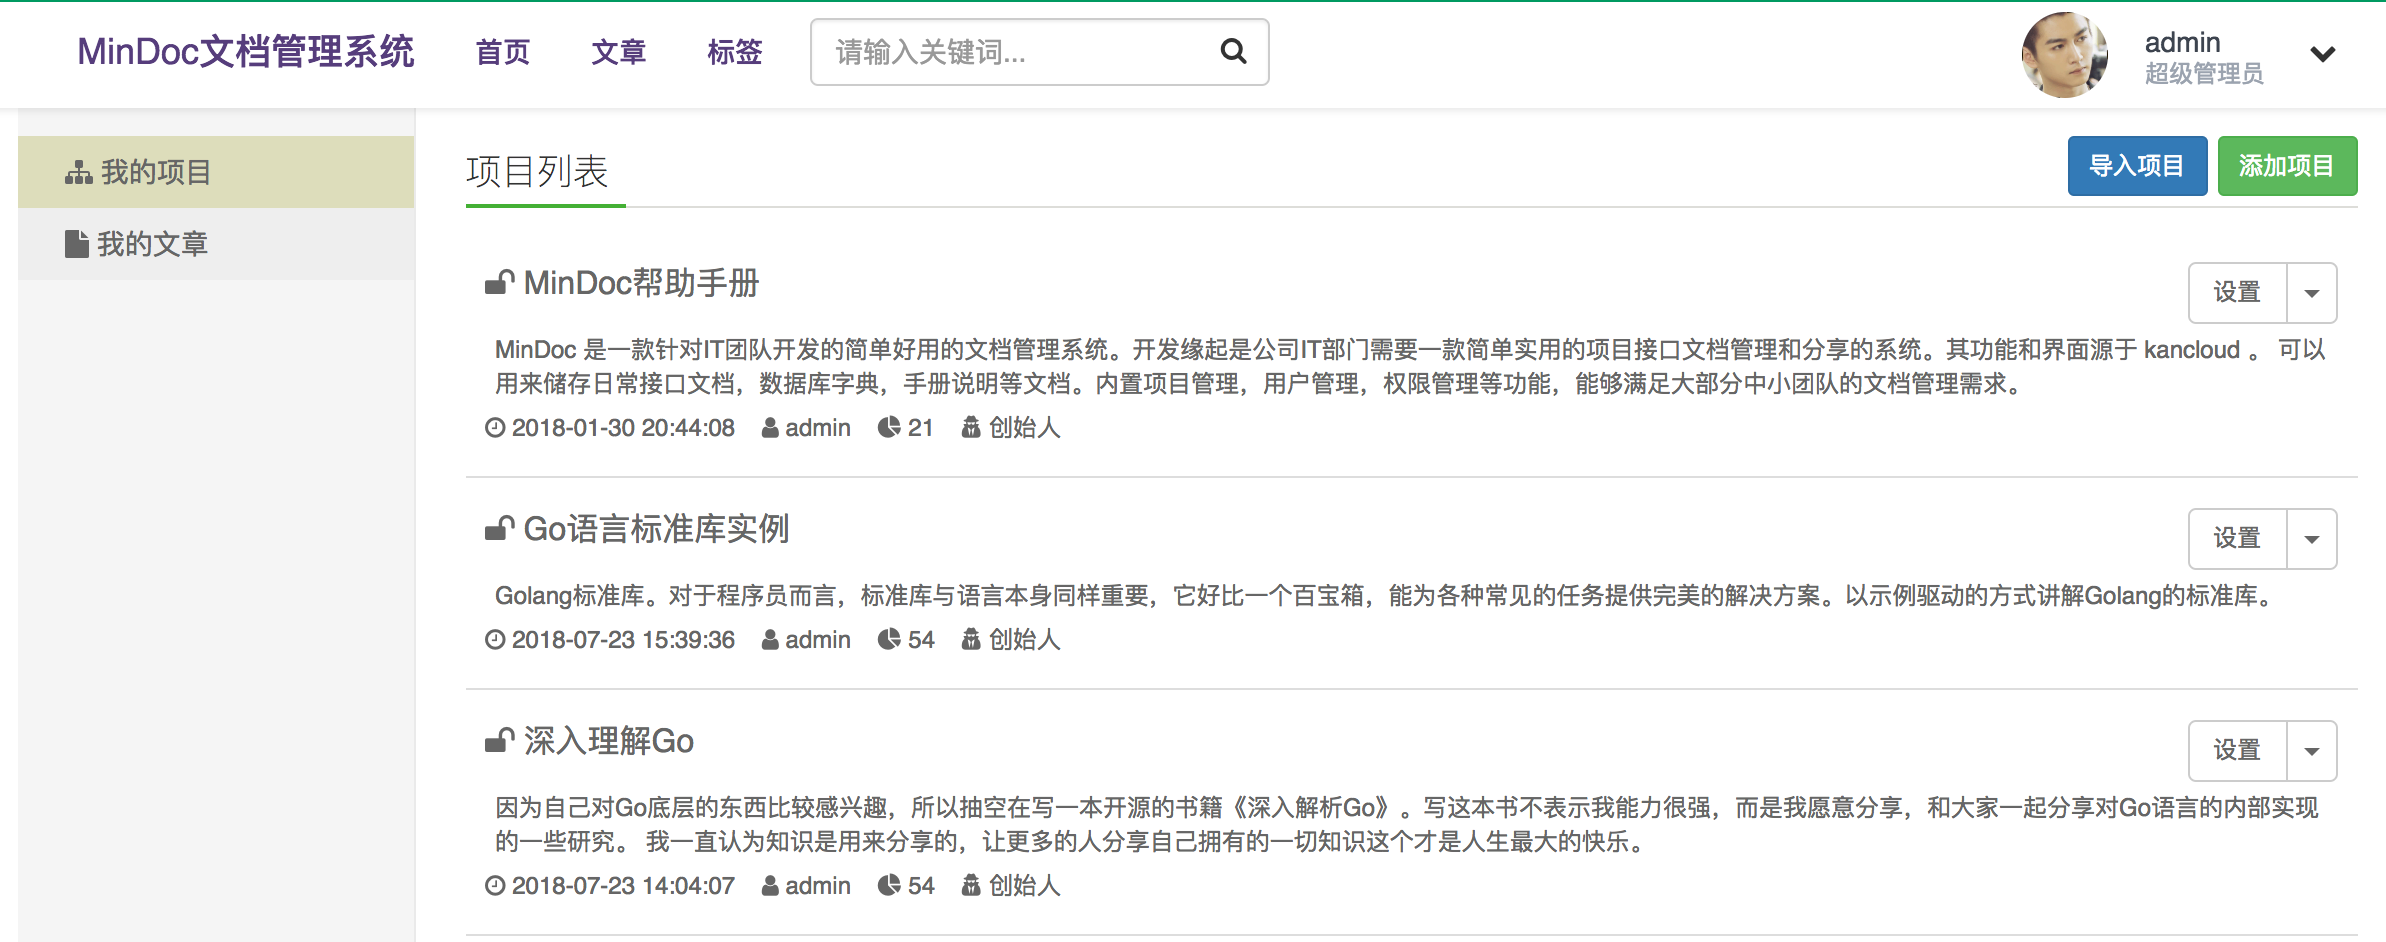 MinDoc文档管理系统 首页 文章 标签 请输入关键词... admin
超级管理员
我的项目
我的文章
项目列表 导入项目 添加项目
MinDoc帮助手册 设置
MinDoc 是一款针对IT团队开发的简单好用的文档管理系统。开发缘起是公司IT部门需要一款简单实用的项目接口文档管理和分享的系统。其功能和界面源于 kancloud 。 可以
用来储存日常接口文档，数据库字典，手册说明等文档。内置项目管理，用户管理，权限管理等功能，能够满足大部分中小团队的文档管理需求。
2018-01-30 20:44:08 admin 21 创始人
Go语言标准库实例 设置
Golang标准库。对于程序员而言，标准库与语言本身同样重要，它好比一个百宝箱，能为各种常见的任务提供完美的解决方案。以示例驱动的方式讲解Golang的标准库。
2018-07-23 15:39:36 admin 54 创始人
深入理解Go 设置
因为自己对Go底层的东西比较感兴趣，所以抽空在写一本开源的书籍《深入解析Go》。写这本书不表示我能力很强，而是我愿意分享，和大家一起分享对Go语言的内部实现
的一些研究。 我一直认为知识是用来分享的，让更多的人分享自己拥有的一切知识这个才是人生最大的快乐。
2018-07-23 14:04:07 admin 54 创始人